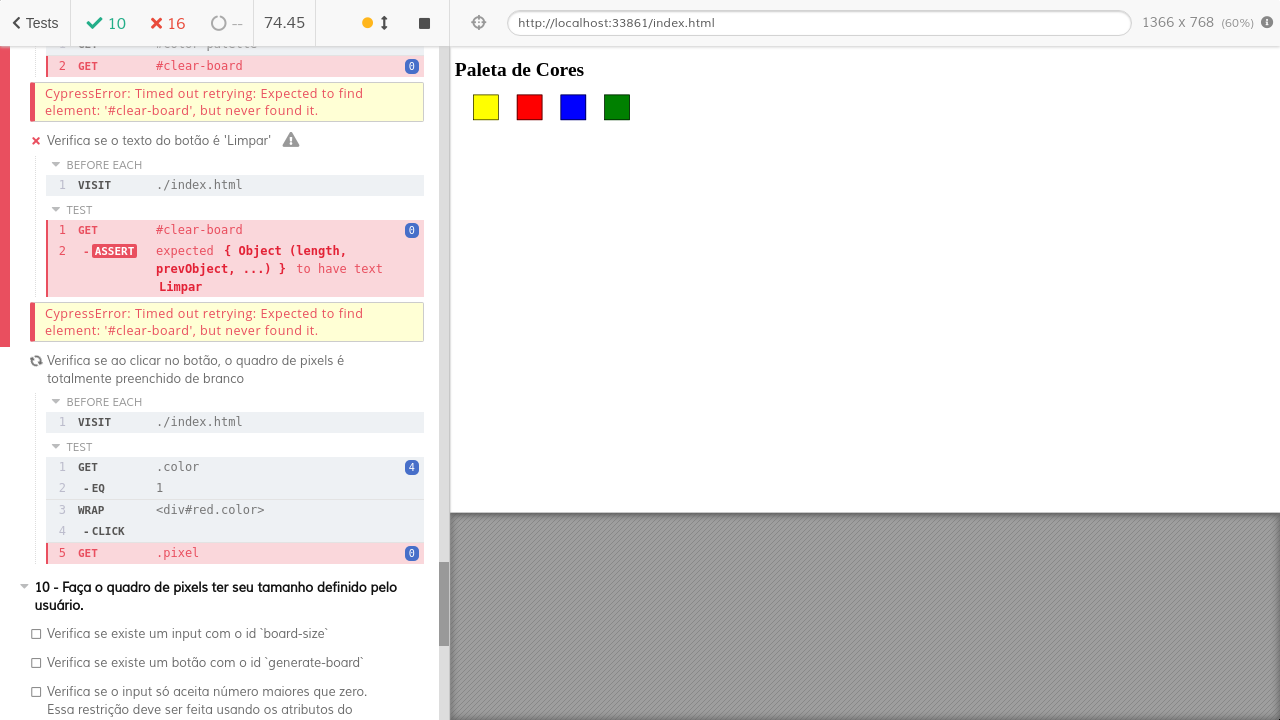 Tests
10
16
--
74.45
http://localhost:33861/index.html
1366 x 768 (60%)
1 GET #color-palette
2 GET #clear-board 0
CypressError: Timed out retrying: Expected to find
element: '#clear-board', but never found it.
Verifica se o texto do botão é 'Limpar'
BEFORE EACH
1 VISIT ./index.html
TEST
1 GET #clear-board 0
2 - ASSERT expected { Object (length,
prevObject, ...) } to have text
Limpar
CypressError: Timed out retrying: Expected to find
element: '#clear-board', but never found it.
Verifica se ao clicar no botão, o quadro de pixels é
totalmente preenchido de branco
BEFORE EACH
1 VISIT ./index.html
TEST
1 GET .color 4
2 - EQ 1
3 WRAP <div#red.color>
4 - CLICK
5 GET .pixel 0
10 - Faça o quadro de pixels ter seu tamanho definido pelo
usuário.
Verifica se existe um input com o id `board-size`
Verifica se existe um botão com o id `generate-board`
Verifica se o input só aceita número maiores que zero.
Essa restrição deve ser feita usando os atributos do
Paleta de Cores